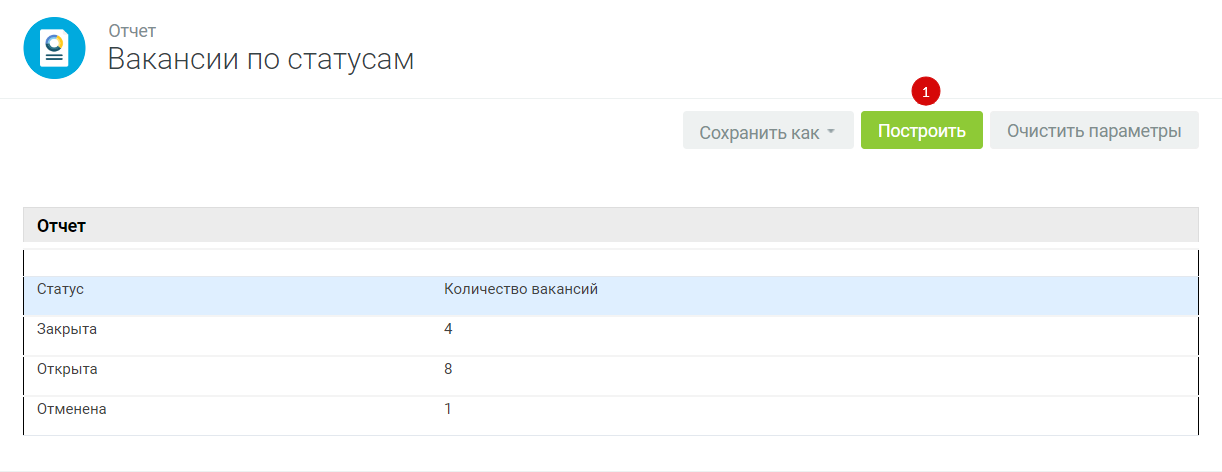 Отчет
Вакансии по статусам
1
Сохранить как Построить Очистить параметры
Отчет
Статус Количество вакансий
Закрыта 4
Открыта 8
Отменена 1